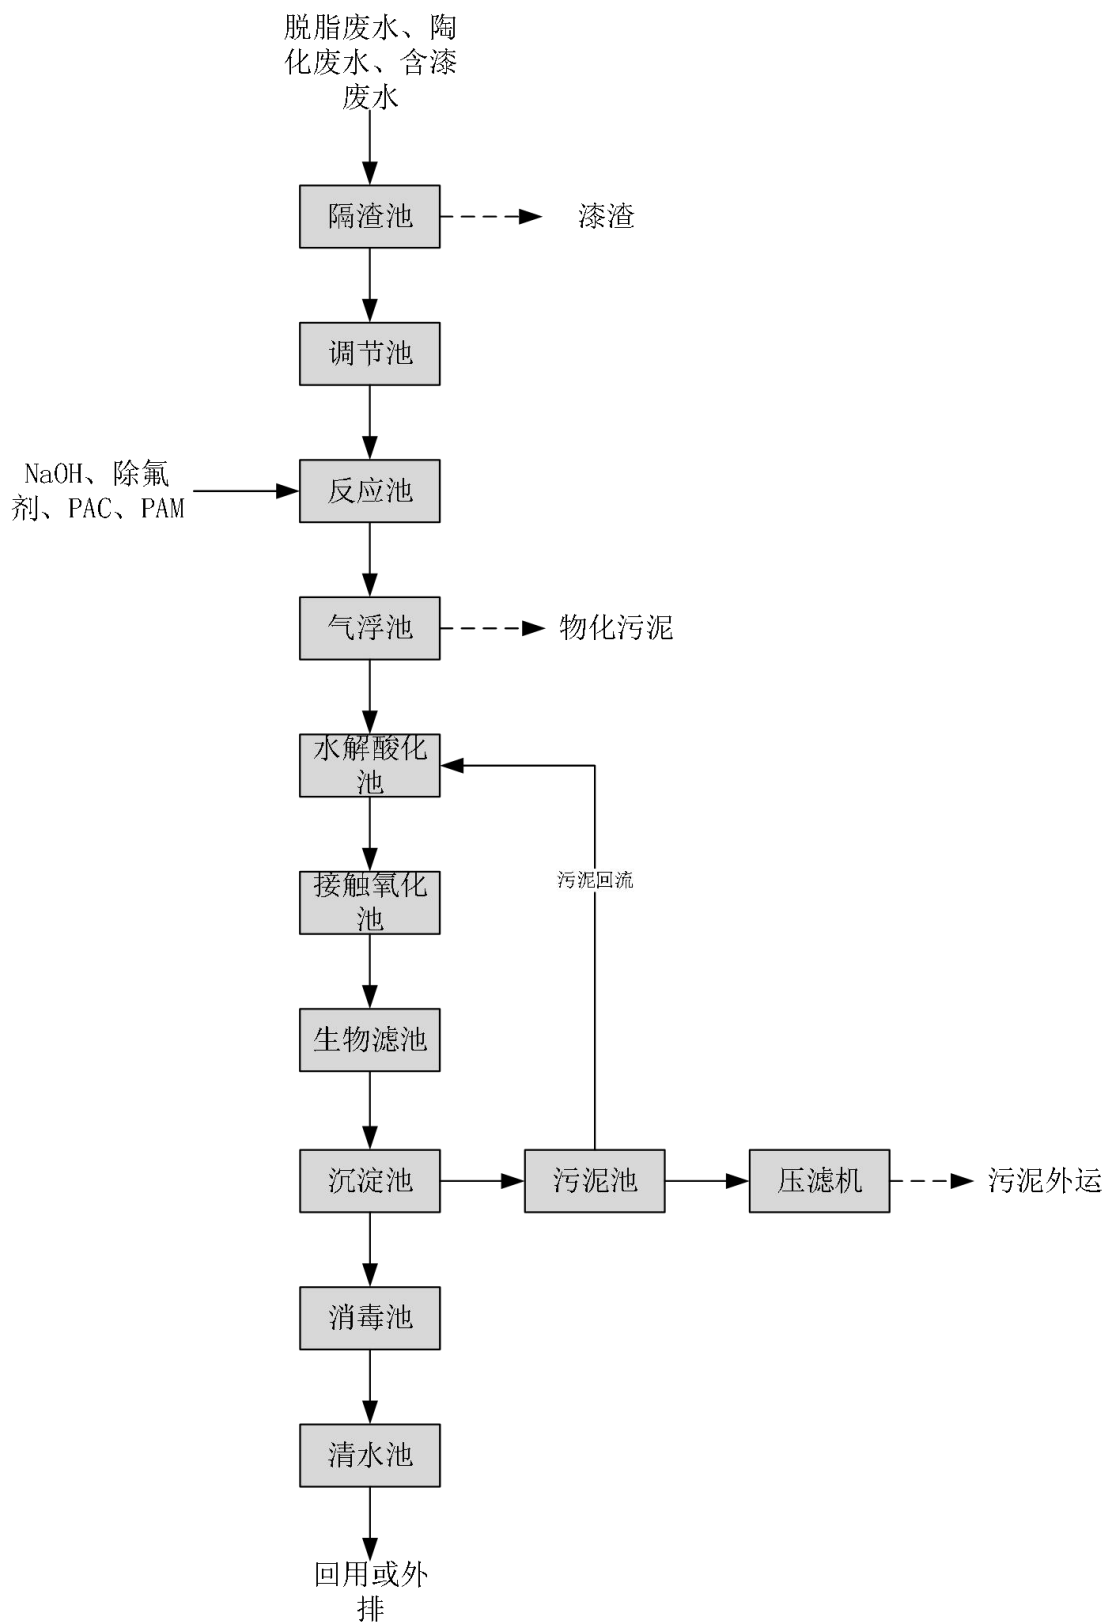 脱脂废水、陶
化废水、含漆
废水
隔渣池
漆渣
调节池
NaOH、除氟
剂、PAC、PAM
反应池
气浮池
物化污泥
水解酸化
池
接触氧化
池
污泥回流
生物滤池
沉淀池
污泥池
压滤机
污泥外运
消毒池
清水池
回用或外
排